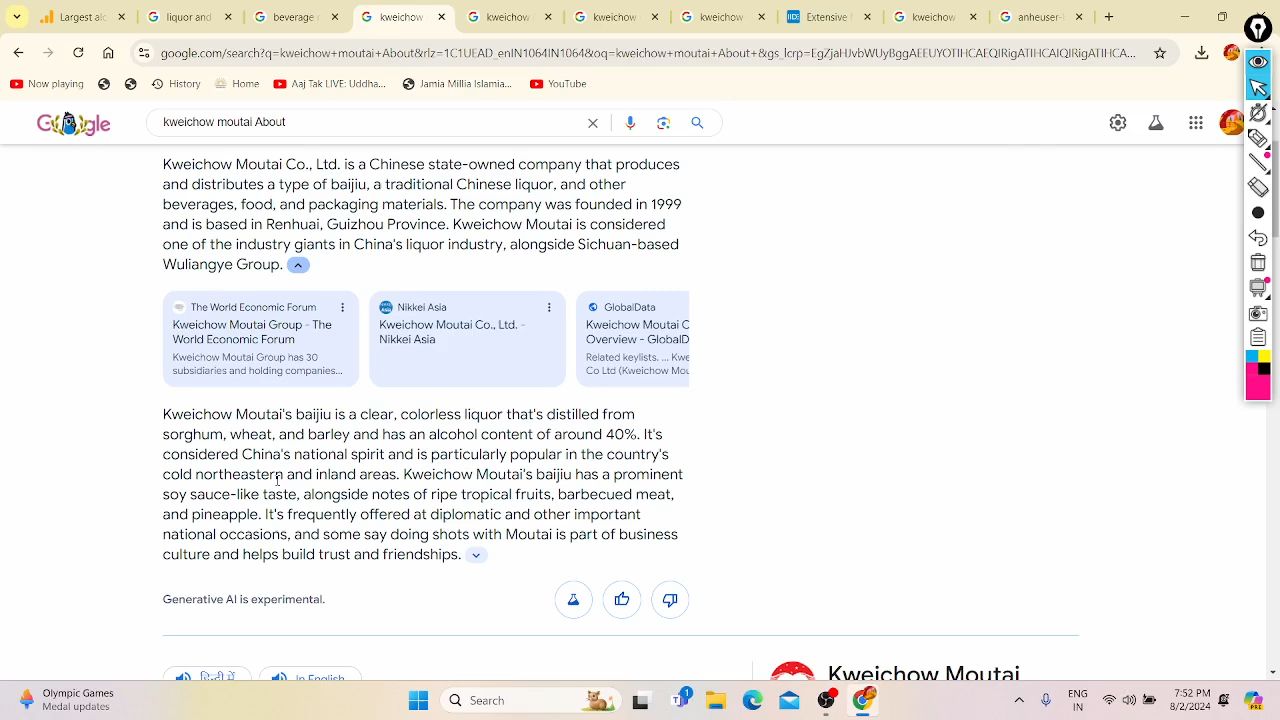 liquor and
beverage
kweichow
kweichow
kweichow
kweichow
Extensive
kweichow
anheuser-
Largest
google.com/search?q=kweichow+moutai+About+&rlz=1C1UEAD_enIN1064IN1064&oq=kweichow+moutai+About+&gs_lcrp=EgZjaHJvbWUyBggAEEUYOTIHCAIQIRigATIHCAIQIRigATIHCA...
Now playing
History
Home
Aaj Tak LIVE: Uddha...
Jamia Millia Islamia...
YouTube
Google
kweichow moutai About
Kweichow Moutai Co., Ltd. is a Chinese state-owned company that produces
and distributes a type of baijiu, a traditional Chinese liquor, and other
beverages, food, and packaging materials. The company was founded in 1999
and is based in Renhuai, Guizhou Province. Kweichow Moutai is considered
one of the industry giants in China's liquor industry, alongside Sichuan-based
Wuliangye Group.
The World Economic Forum
Kweichow Moutai Group - The
World Economic Forum
Kweichow Moutai Group has 30
subsidiaries and holding companies...
Nikkei Asia
Kweichow Moutai Co., Ltd. -
Nikkei Asia
GlobalData
Kweichow Moutai C
Overview - GlobalD
Related keylists. ... Kwe
Co Ltd (Kweichow Mou
Kweichow Moutai's baijiu is a clear, colorless liquor that's distilled from
sorghum, wheat, and barley and has an alcohol content of around 40%. It's
considered China's national spirit and is particularly popular in the country's
cold northeastern and inland areas. Kweichow Moutai's baijiu has a prominent
soy sauce-like taste, alongside notes of ripe tropical fruits, barbecued meat,
and pineapple. It's frequently offered at diplomatic and other important
national occasions, and some say doing shots with Moutai is part of business
culture and helps build trust and friendships.
Generative AI is experimental.
In English
Kweichow Moutai
Olympic Games
Medal updates
Search
1
ENG
IN
7:52 PM
8/2/2024